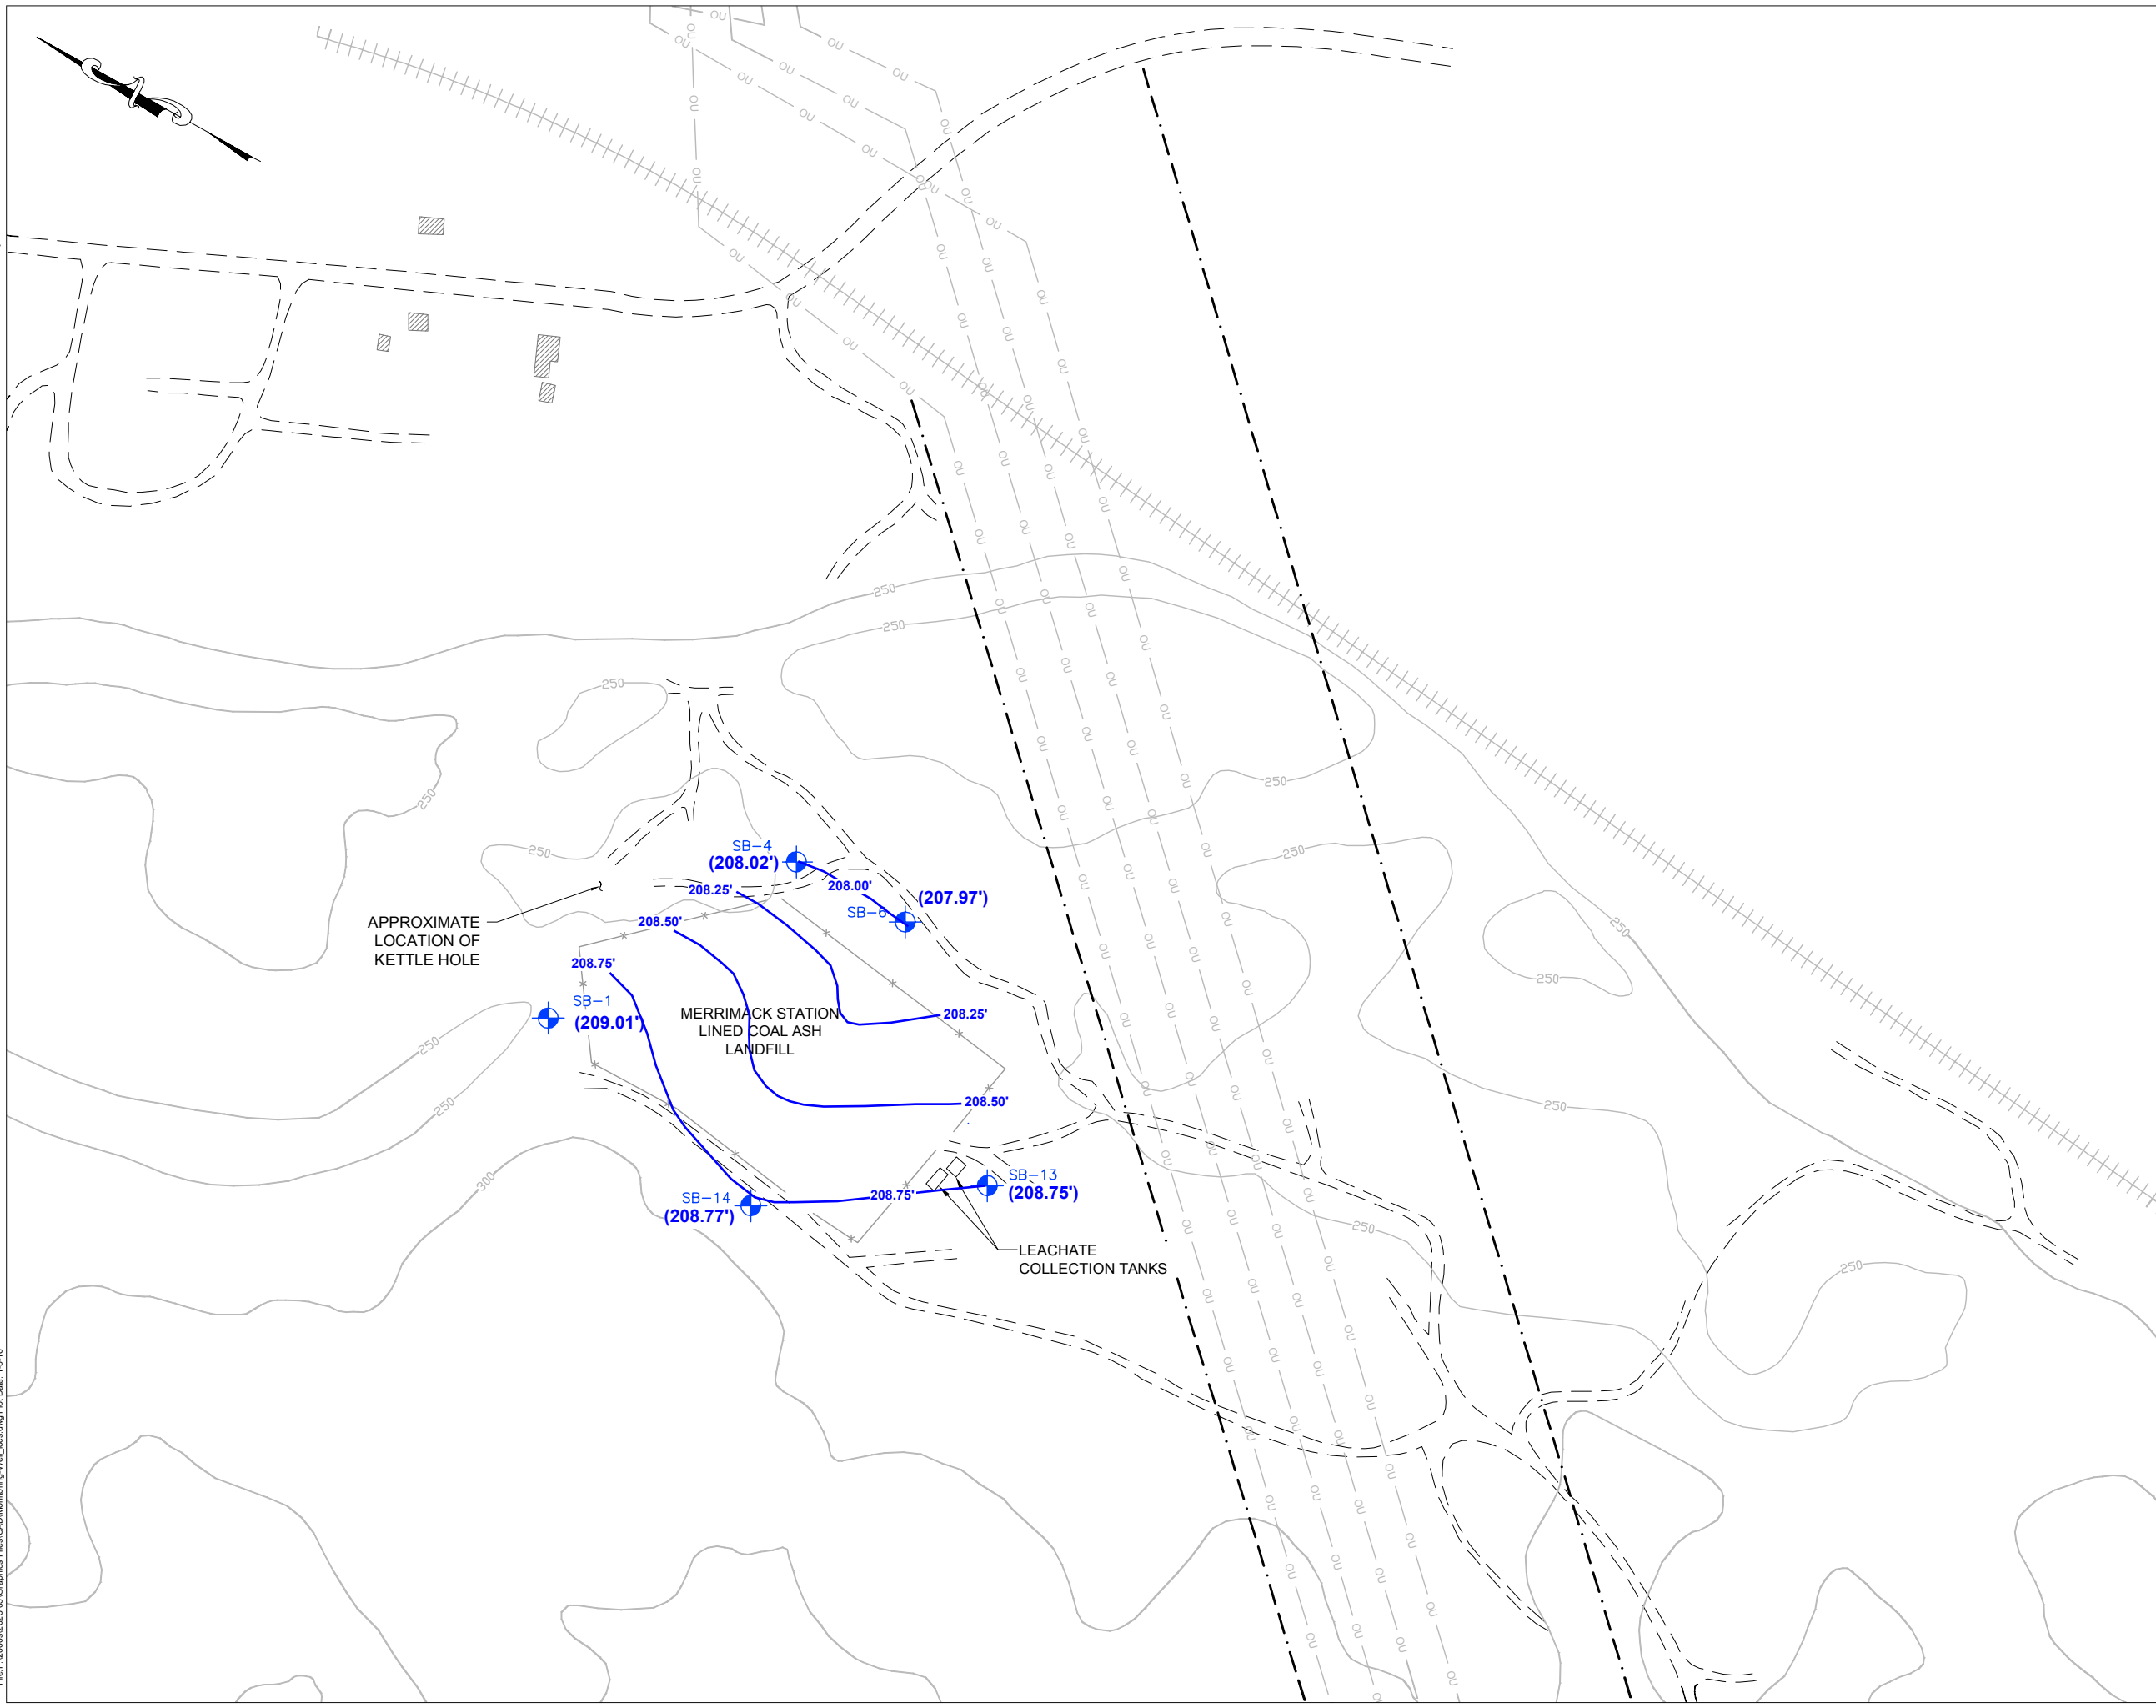 OU
250
250
250
250
250
250
250
SB-4
(208.02')
208.25'
208.00'
(207.97')
SB-6
208.50'
APPROXIMATE
LOCATION OF
KETTLE HOLE
208.75'
SB-1
(209.01')
MERRIMACK STATION
LINED COAL ASH
LANDFILL
208.25'
250
250
250
208.50'
250
250
300
SB-13
(208.75')
208.75'
SB-14
(208.77')
250
LEACHATE
COLLECTION TANKS
250